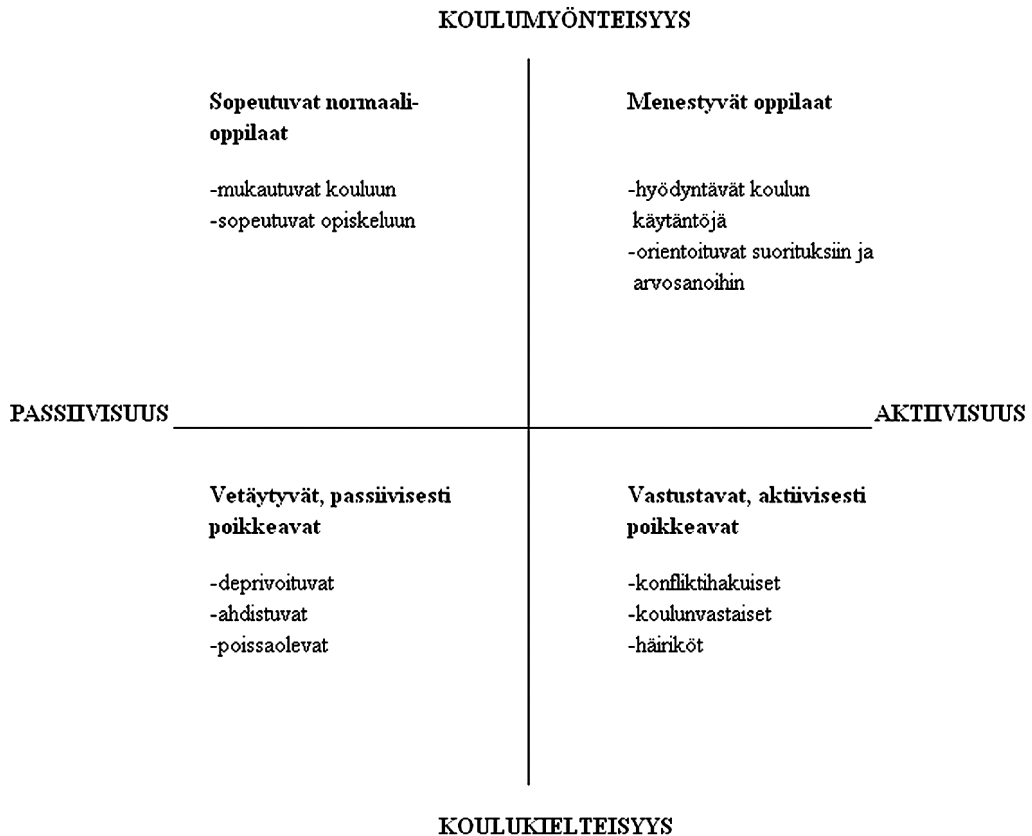 KOULUMYÖNTEISYYS
Sopeutuvat normaali-
oppilaat
-mukautuvat kouluun
-sopeutuvat opiskeluun
Menestyvät oppilaat
-hyödyntävät koulun
käytäntöjä
-orientoituvat suorituksiin ja
arvosanoihin
PASSIIVISUUS
AKTIIVISUUS
Vetäytyvät, passiivisesti
poikkeavat
-deprivoituvat
-ahdistuvat
-poissaolevat
Vastustavat, aktiivisesti
poikkeavat
-konfliktihakuiset
-koulunvastaiset
-häiriköt
KOULUKIELTEISYYS